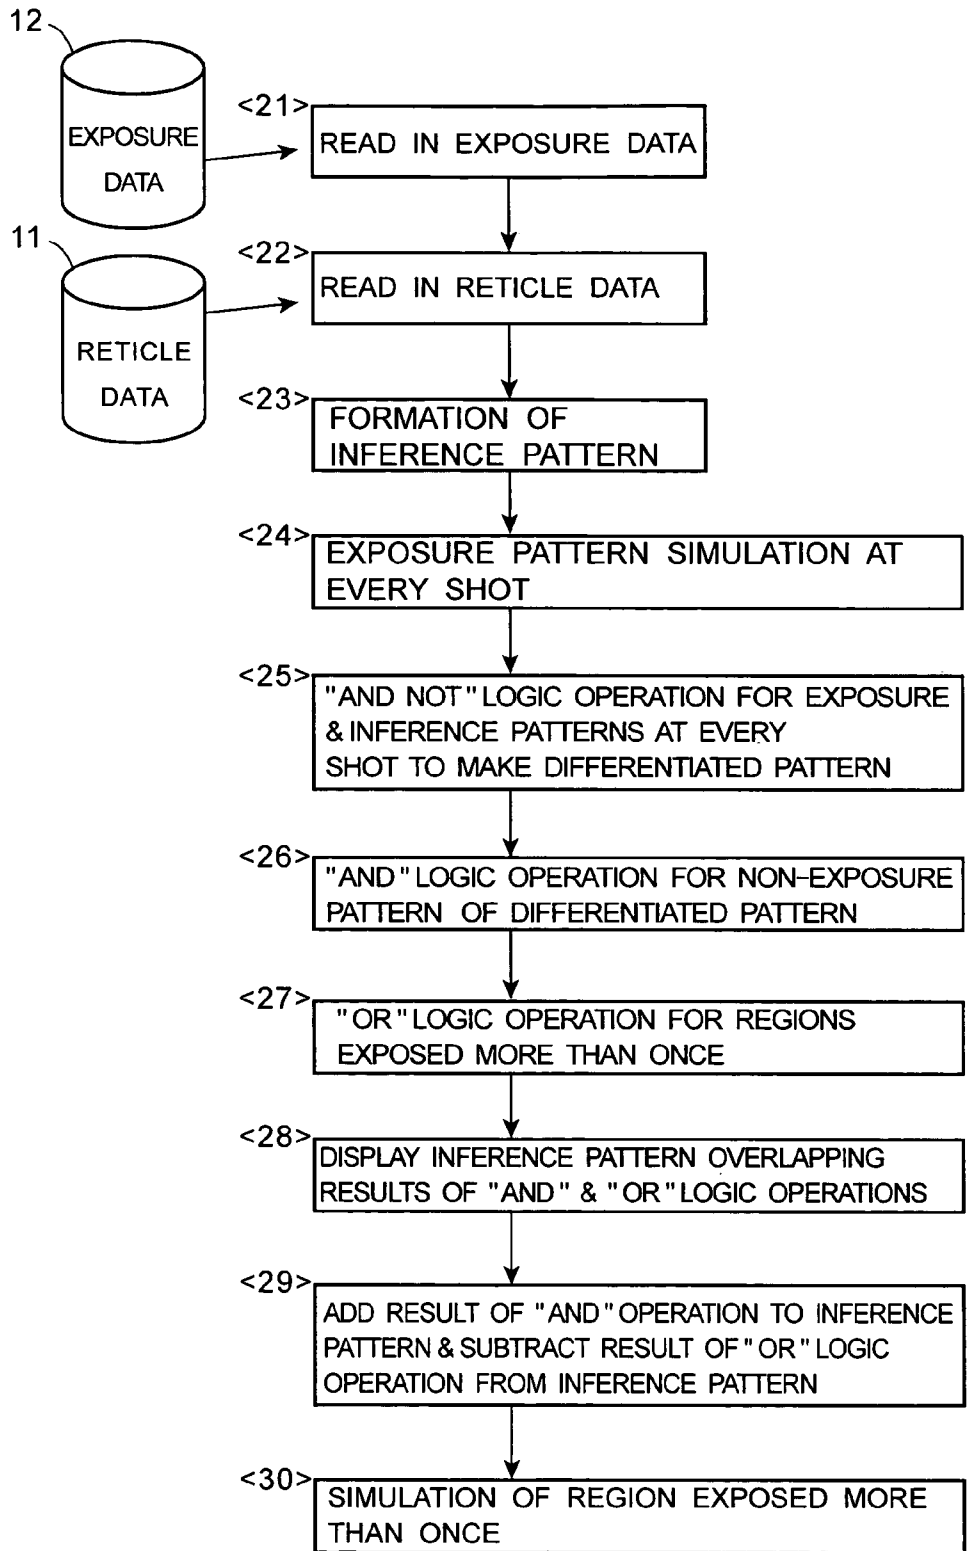 12
EXPOSURE
DATA
<21>
READ IN EXPOSURE DATA
11
RETICLE
DATA
<22>
READ IN RETICLE DATA
<23>
FORMATION OF
INFERENCE PATTERN
<24>
EXPOSURE PATTERN SIMULATION AT
EVERY SHOT
<25>
"AND NOT" LOGIC OPERATION FOR EXPOSURE
& INFERENCE PATTERNS AT EVERY
SHOT TO MAKE DIFFERENTIATED PATTERN
<26>
"AND" LOGIC OPERATION FOR NON-EXPOSURE
PATTERN OF DIFFERENTIATED PATTERN
<27>
"OR" LOGIC OPERATION FOR REGIONS
EXPOSED MORE THAN ONCE
<28>
DISPLAY INFERENCE PATTERN OVERLAPPING
RESULTS OF "AND" & "OR" LOGIC OPERATIONS
<29>
ADD RESULT OF "AND" OPERATION TO INFERENCE
PATTERN & SUBTRACT RESULT OF "OR" LOGIC
OPERATION FROM INFERENCE PATTERN
<30>
SIMULATION OF REGION EXPOSED MORE
THAN ONCE